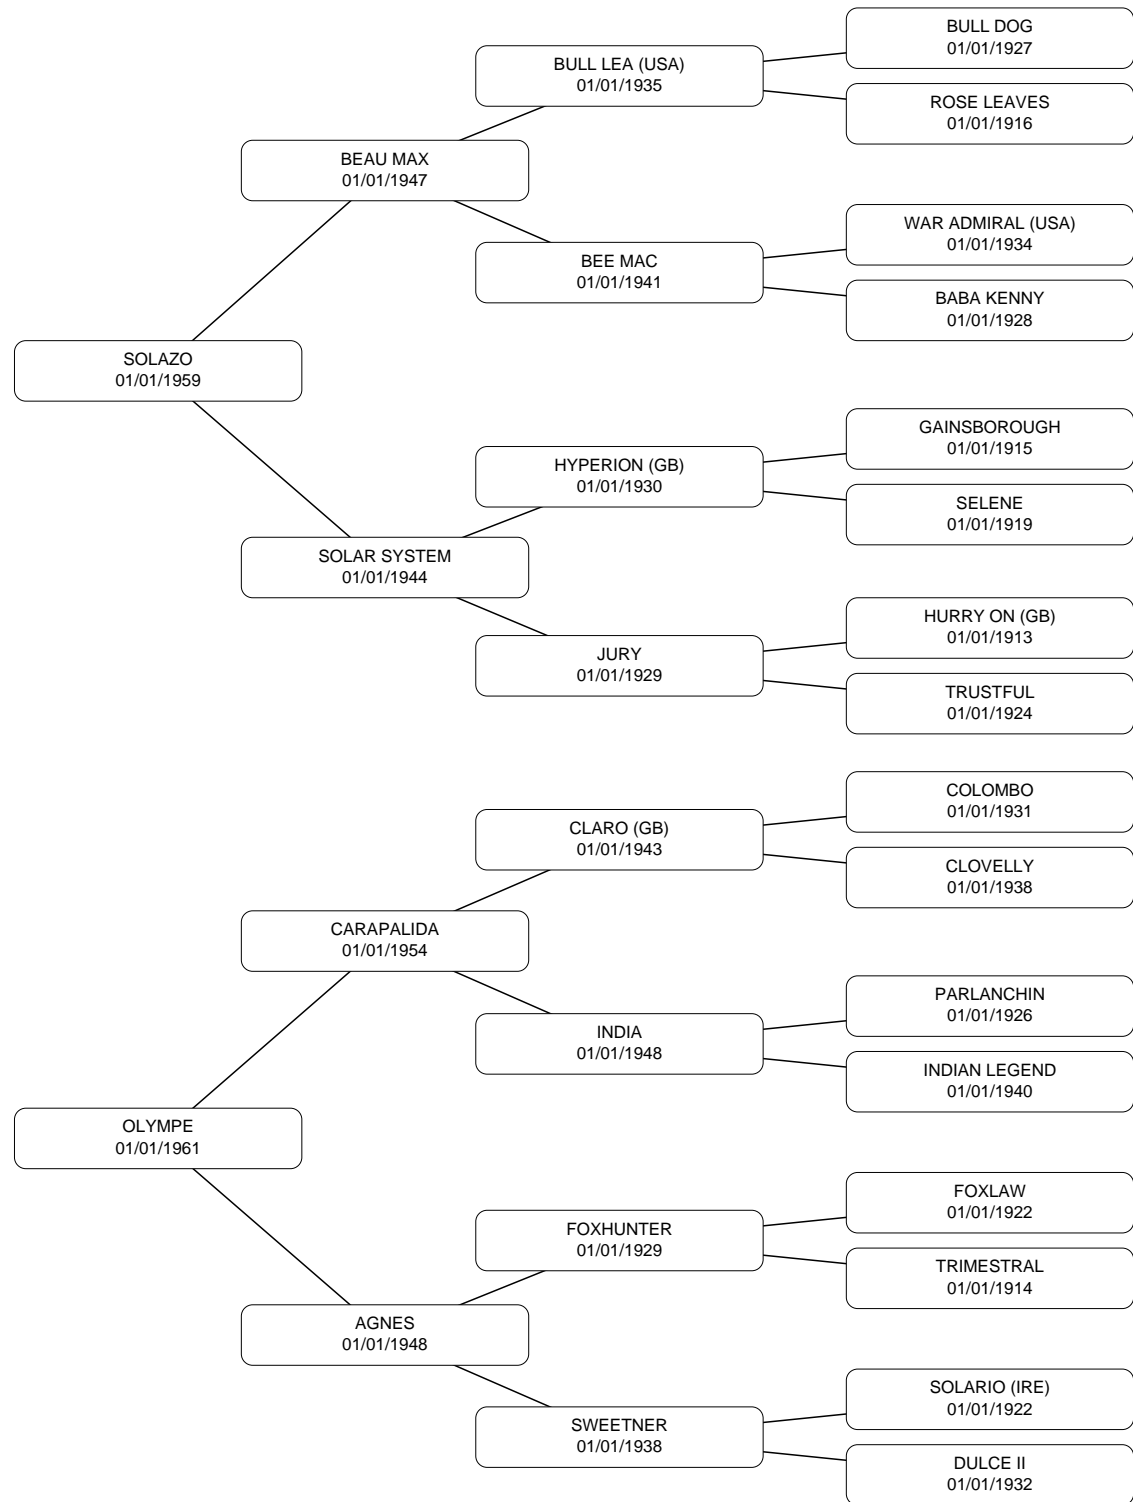 BULL DOG
01/01/1927
BULL LEA (USA)
01/01/1935
ROSE LEAVES
01/01/1916
BEAU MAX
01/01/1947
WAR ADMIRAL (USA)
01/01/1934
BEE MAC
01/01/1941
BABA KENNY
01/01/1928
SOLAZO
01/01/1959
GAINSBOROUGH
01/01/1915
HYPERION (GB)
01/01/1930
SELENE
01/01/1919
SOLAR SYSTEM
01/01/1944
HURRY ON (GB)
01/01/1913
JURY
01/01/1929
TRUSTFUL
01/01/1924
COLOMBO
01/01/1931
CLARO (GB)
01/01/1943
CLOVELLY
01/01/1938
CARAPALIDA
01/01/1954
PARLANCHIN
01/01/1926
INDIA
01/01/1948
INDIAN LEGEND
01/01/1940
OLYMPE
01/01/1961
FOXLAW
01/01/1922
FOXHUNTER
01/01/1929
TRIMESTRAL
01/01/1914
AGNES
01/01/1948
SOLARIO (IRE)
01/01/1922
SWEETNER
01/01/1938
DULCE II
01/01/1932